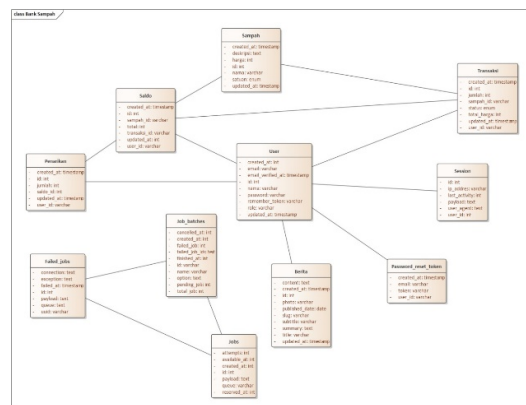 class Bank Sampah
Sampah
- created_at: timestamp
- deskripsi: text
- harga: int
- id: int
- nama: varchar
- satuan: enum
- updated_at: timestamp
Transaksi
- created_at: timestamp
- id: int
- jumlah: int
- sampah_id: varchar
- status: enum
- total_harga: int
- updated_at: timestamp
- user_id: varchar
Saldo
- created_at: timestamp
- id: int
- sampah_id: varchar
- total: int
- transaksi_id: varchar
- updated_at: int
- user_id: varchar
User
- created_at: int
- email: varchar
- email_verified_at: timestamp
- id: int
- name: varchar
- password: varchar
- remember_token: varchar
- role: varchar
- updated_at: timestamp
Penarikan
- created_at: timestamp
- id: int
- jumlah: int
- saldo_id: int
- updated_at: timestamp
- user_id: varchar
Session
- id: int
- ip_address: varchar
- last_activity: int
- payload: text
- user_agent: text
- user_id: int
Job_batches
- cancelled_at: int
- created_at: int
- failed_job: int
- failed_job_ids: text
- finished_at: int
- id: varchar
- name: varchar
- option: text
- pending_job: int
- total_job: int
Failed_jobs
- connection: text
- exception: text
- failed_at: timestamp
- id: int
- payload: text
- queue: text
- uuid: varchar
Berita
- content: text
- created_at: timestamp
- id: int
- photo: varchar
- published_date: date
- slug: varchar
- subtitle: varchar
- summary: text
- title: varchar
- updated_at: timestamp
Password_reset_token
- created_at: timestamp
- email: varchar
- token: varchar
- user_id: varchar
Jobs
- attempts: int
- available_at: int
- created_at: int
- id: int
- payload: text
- queue: varchar
- reserved_at: int